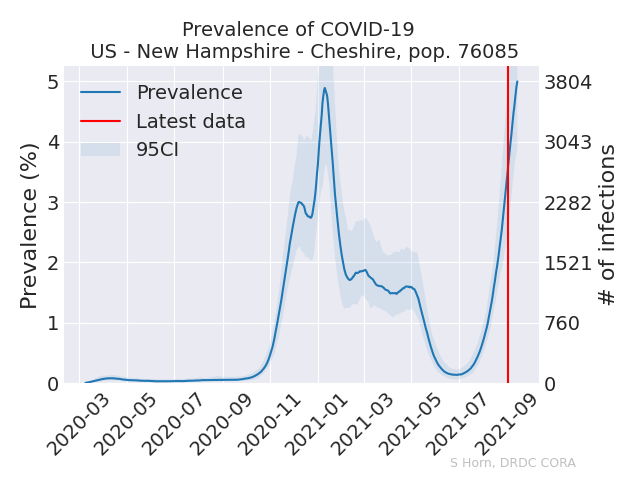 Prevalence of COVID-19
US - New Hampshire - Cheshire, pop. 76085
Prevalence
Latest data
95CI
Prevalence (%)
5
4
3
2
1
0
# of infections
3804
3043
2282
1521
760
0
2020-03
2020-05
2020-07
2020-09
2020-11
2021-01
2021-03
2021-05
2021-07
2021-09
S Horn, DRDC CORA